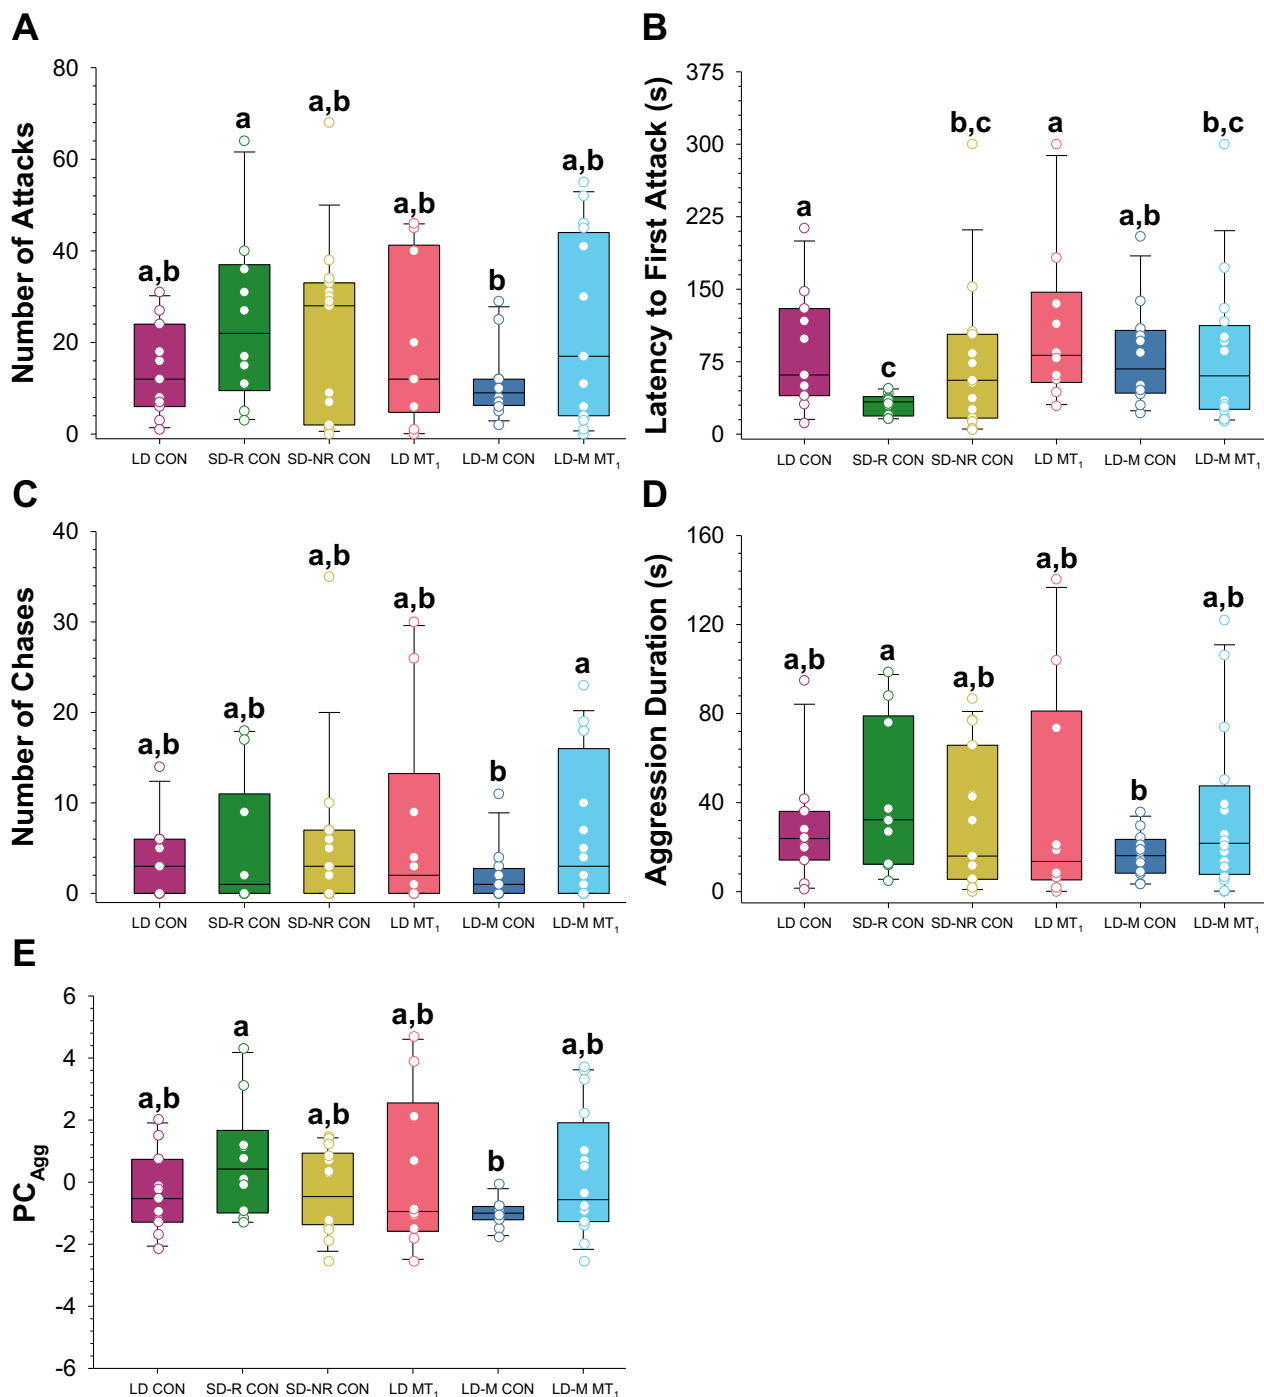 A
Number of Attacks
80
60
40
20
0
a,b
a
a,b
a,b
b
a,b
LD CON
SD-R CON
SD-NR CON
LD MT₁
LD-M CON
LD-M MT₁
B
Latency to First Attack (s)
375
300
225
150
75
0
a
c
b,c
a
a,b
b,c
LD CON
SD-R CON
SD-NR CON
LD MT₁
LD-M CON
LD-M MT₁
C
Number of Chases
40
30
20
10
0
a,b
a,b
a,b
a,b
b
a
LD CON
SD-R CON
SD-NR CON
LD MT₁
LD-M CON
LD-M MT₁
D
Aggression Duration (s)
160
120
80
40
0
a,b
a
a,b
a,b
b
a,b
LD CON
SD-R CON
SD-NR CON
LD MT₁
LD-M CON
LD-M MT₁
E
PC_Agg
6
4
2
0
-2
-4
-6
a,b
a
a,b
a,b
b
a,b
LD CON
SD-R CON
SD-NR CON
LD MT₁
LD-M CON
LD-M MT₁